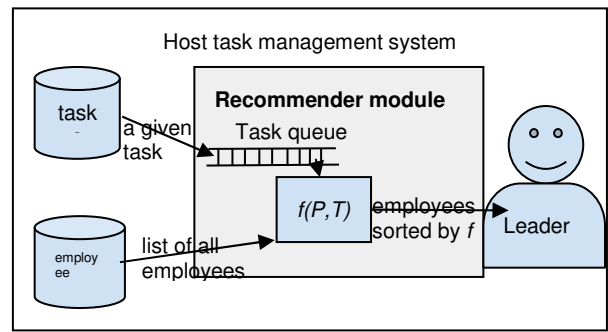 Host task management system
Recommender module
task
a given
task
Task queue
f(P,T)
employees
sorted by f
Leader
employ
ee
list of all
employees